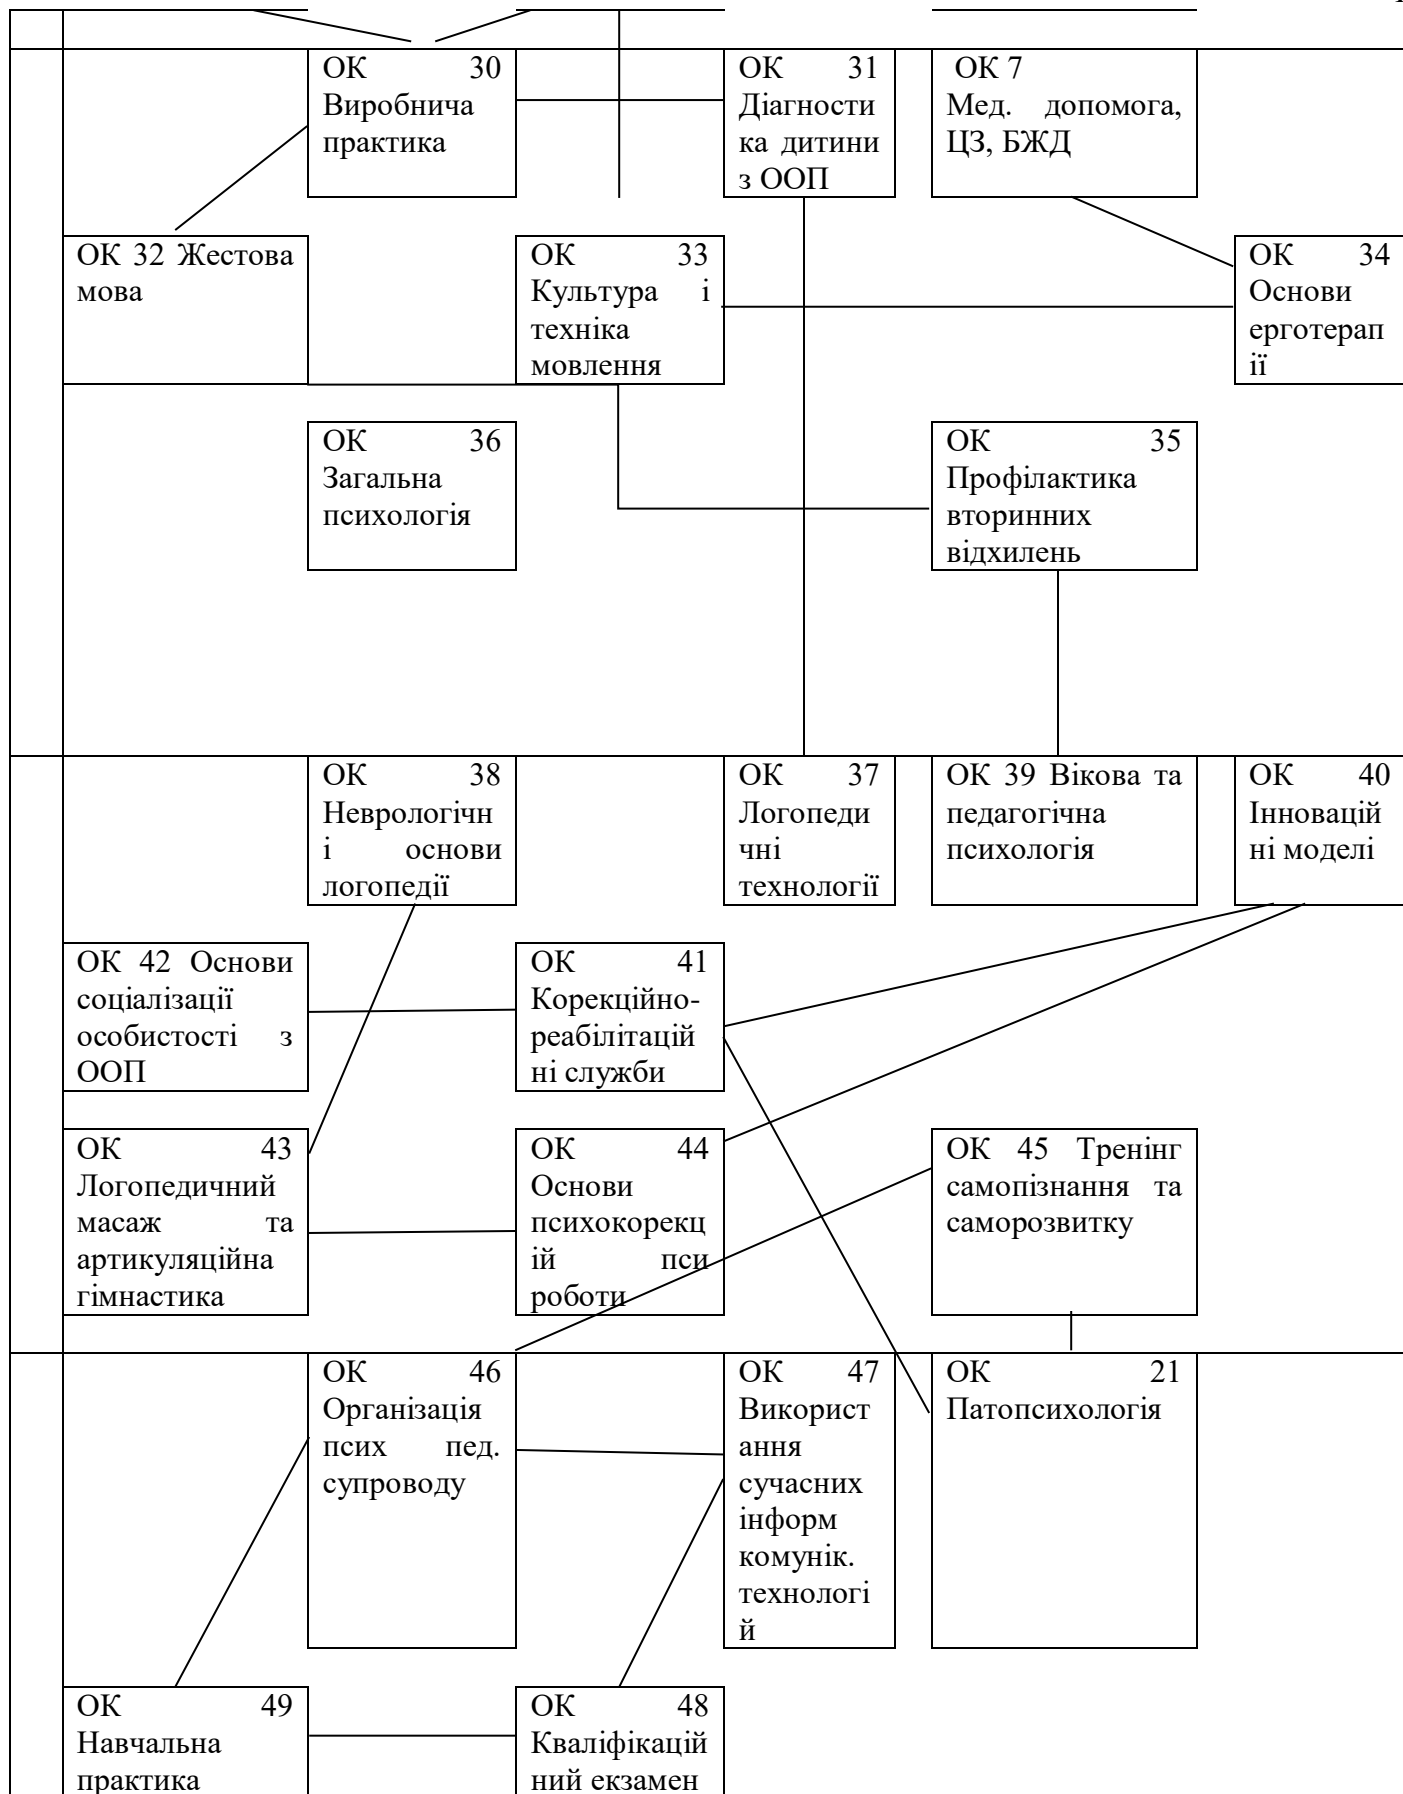 ОК 30
Виробнича
практика
ОК 31
Діагности
ка дитини
з ООП
ОК 7
Мед. допомога,
ЦЗ, БЖД
ОК 32 Жестова
мова
ОК 33
Культура і
техніка
мовлення
ОК 34
Основи
ерготерап
ії
ОК 36
Загальна
психологія
ОК 35
Профілактика
вторинних
відхилень
ОК 38
Неврологічн
і основи
логопедії
ОК 37
Логопеди
чні
технології
ОК 39 Вікова та
педагогічна
психологія
ОК 40
Інновацій
ні моделі
ОК 42 Основи
соціалізації
особистості з
ООП
ОК 41
Корекційно-
реабілітацій
ні служби
ОК 43
Логопедичний
масаж та
артикуляційна
гімнастика
ОК 44
Основи
психокорекц
ій пси
роботи
ОК 45 Тренінг
самопізнання та
саморозвитку
ОК 46
Організація
псих пед.
супроводу
ОК 47
Використ
ання
сучасних
інформ
комунік.
технологі
й
ОК 21
Патопсихологія
ОК 49
Навчальна
практика
ОК 48
Кваліфікацій
ний екзамен